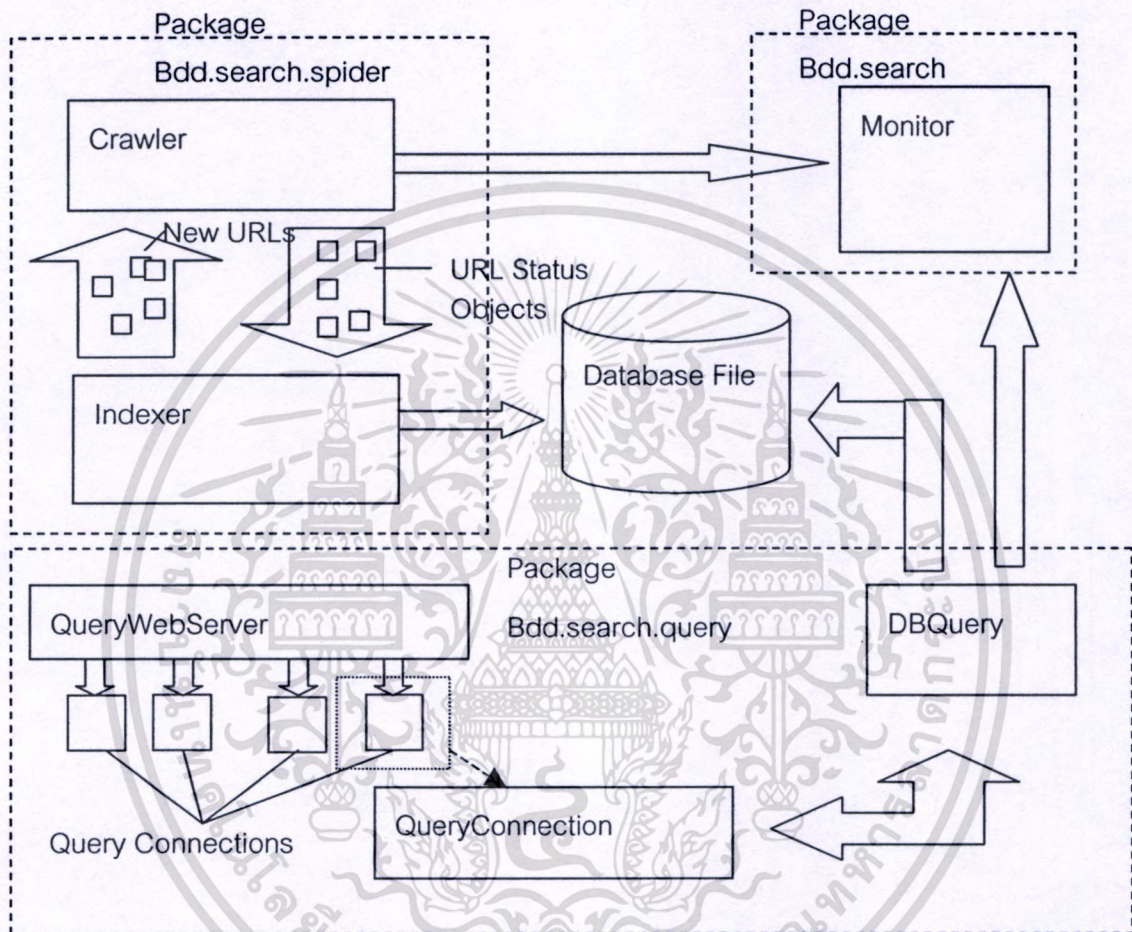 Package
Bdd.search.spider
Crawler
New URLs
URL Status
Objects
Indexer
Package
Bdd.search
Monitor
Database File
Package
Bdd.search.query
QueryWebServer
DBQuery
Query Connections
QueryConnection